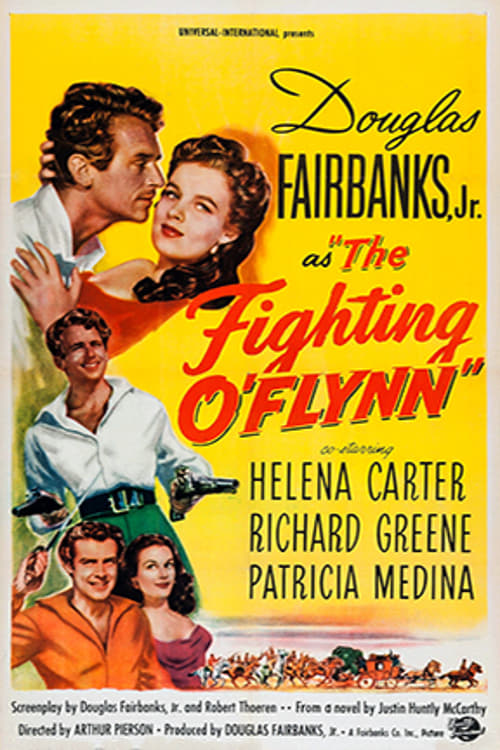 UNIVERSAL-INTERNATIONAL presents
Douglas
FAIRBANKS, Jr.
as "The
Fighting
O'FLYNN"
co-starring
HELENA CARTER
RICHARD GREENE
PATRICIA MEDINA
Screenplay by Douglas Fairbanks, Jr. and Robert Thoeren •• From a novel by Justin Huntly McCarthy
Directed by ARTHUR PIERSON • Produced by DOUGLAS FAIRBANKS, Jr. • A Fairbanks Co. Inc., Picture